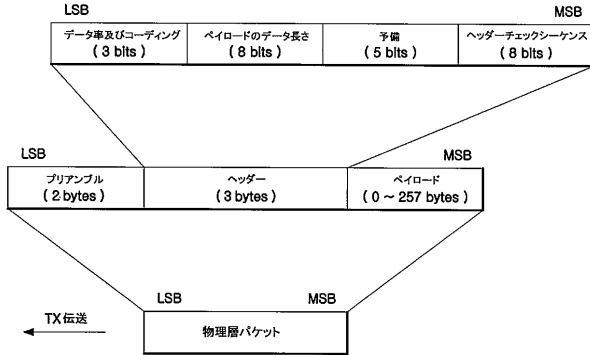 LSB
MSB
データ率及びコーディング
( 3 bits )
ペイロードのデータ長さ
( 8 bits )
予備
( 5 bits )
ヘッダーチェックシーケンス
( 8 bits )
LSB
MSB
プリアンブル
( 2 bytes )
ヘッダー
( 3 bytes )
ペイロード
( 0 ~ 257 bytes )
LSB
MSB
TX伝送
物理層パケット